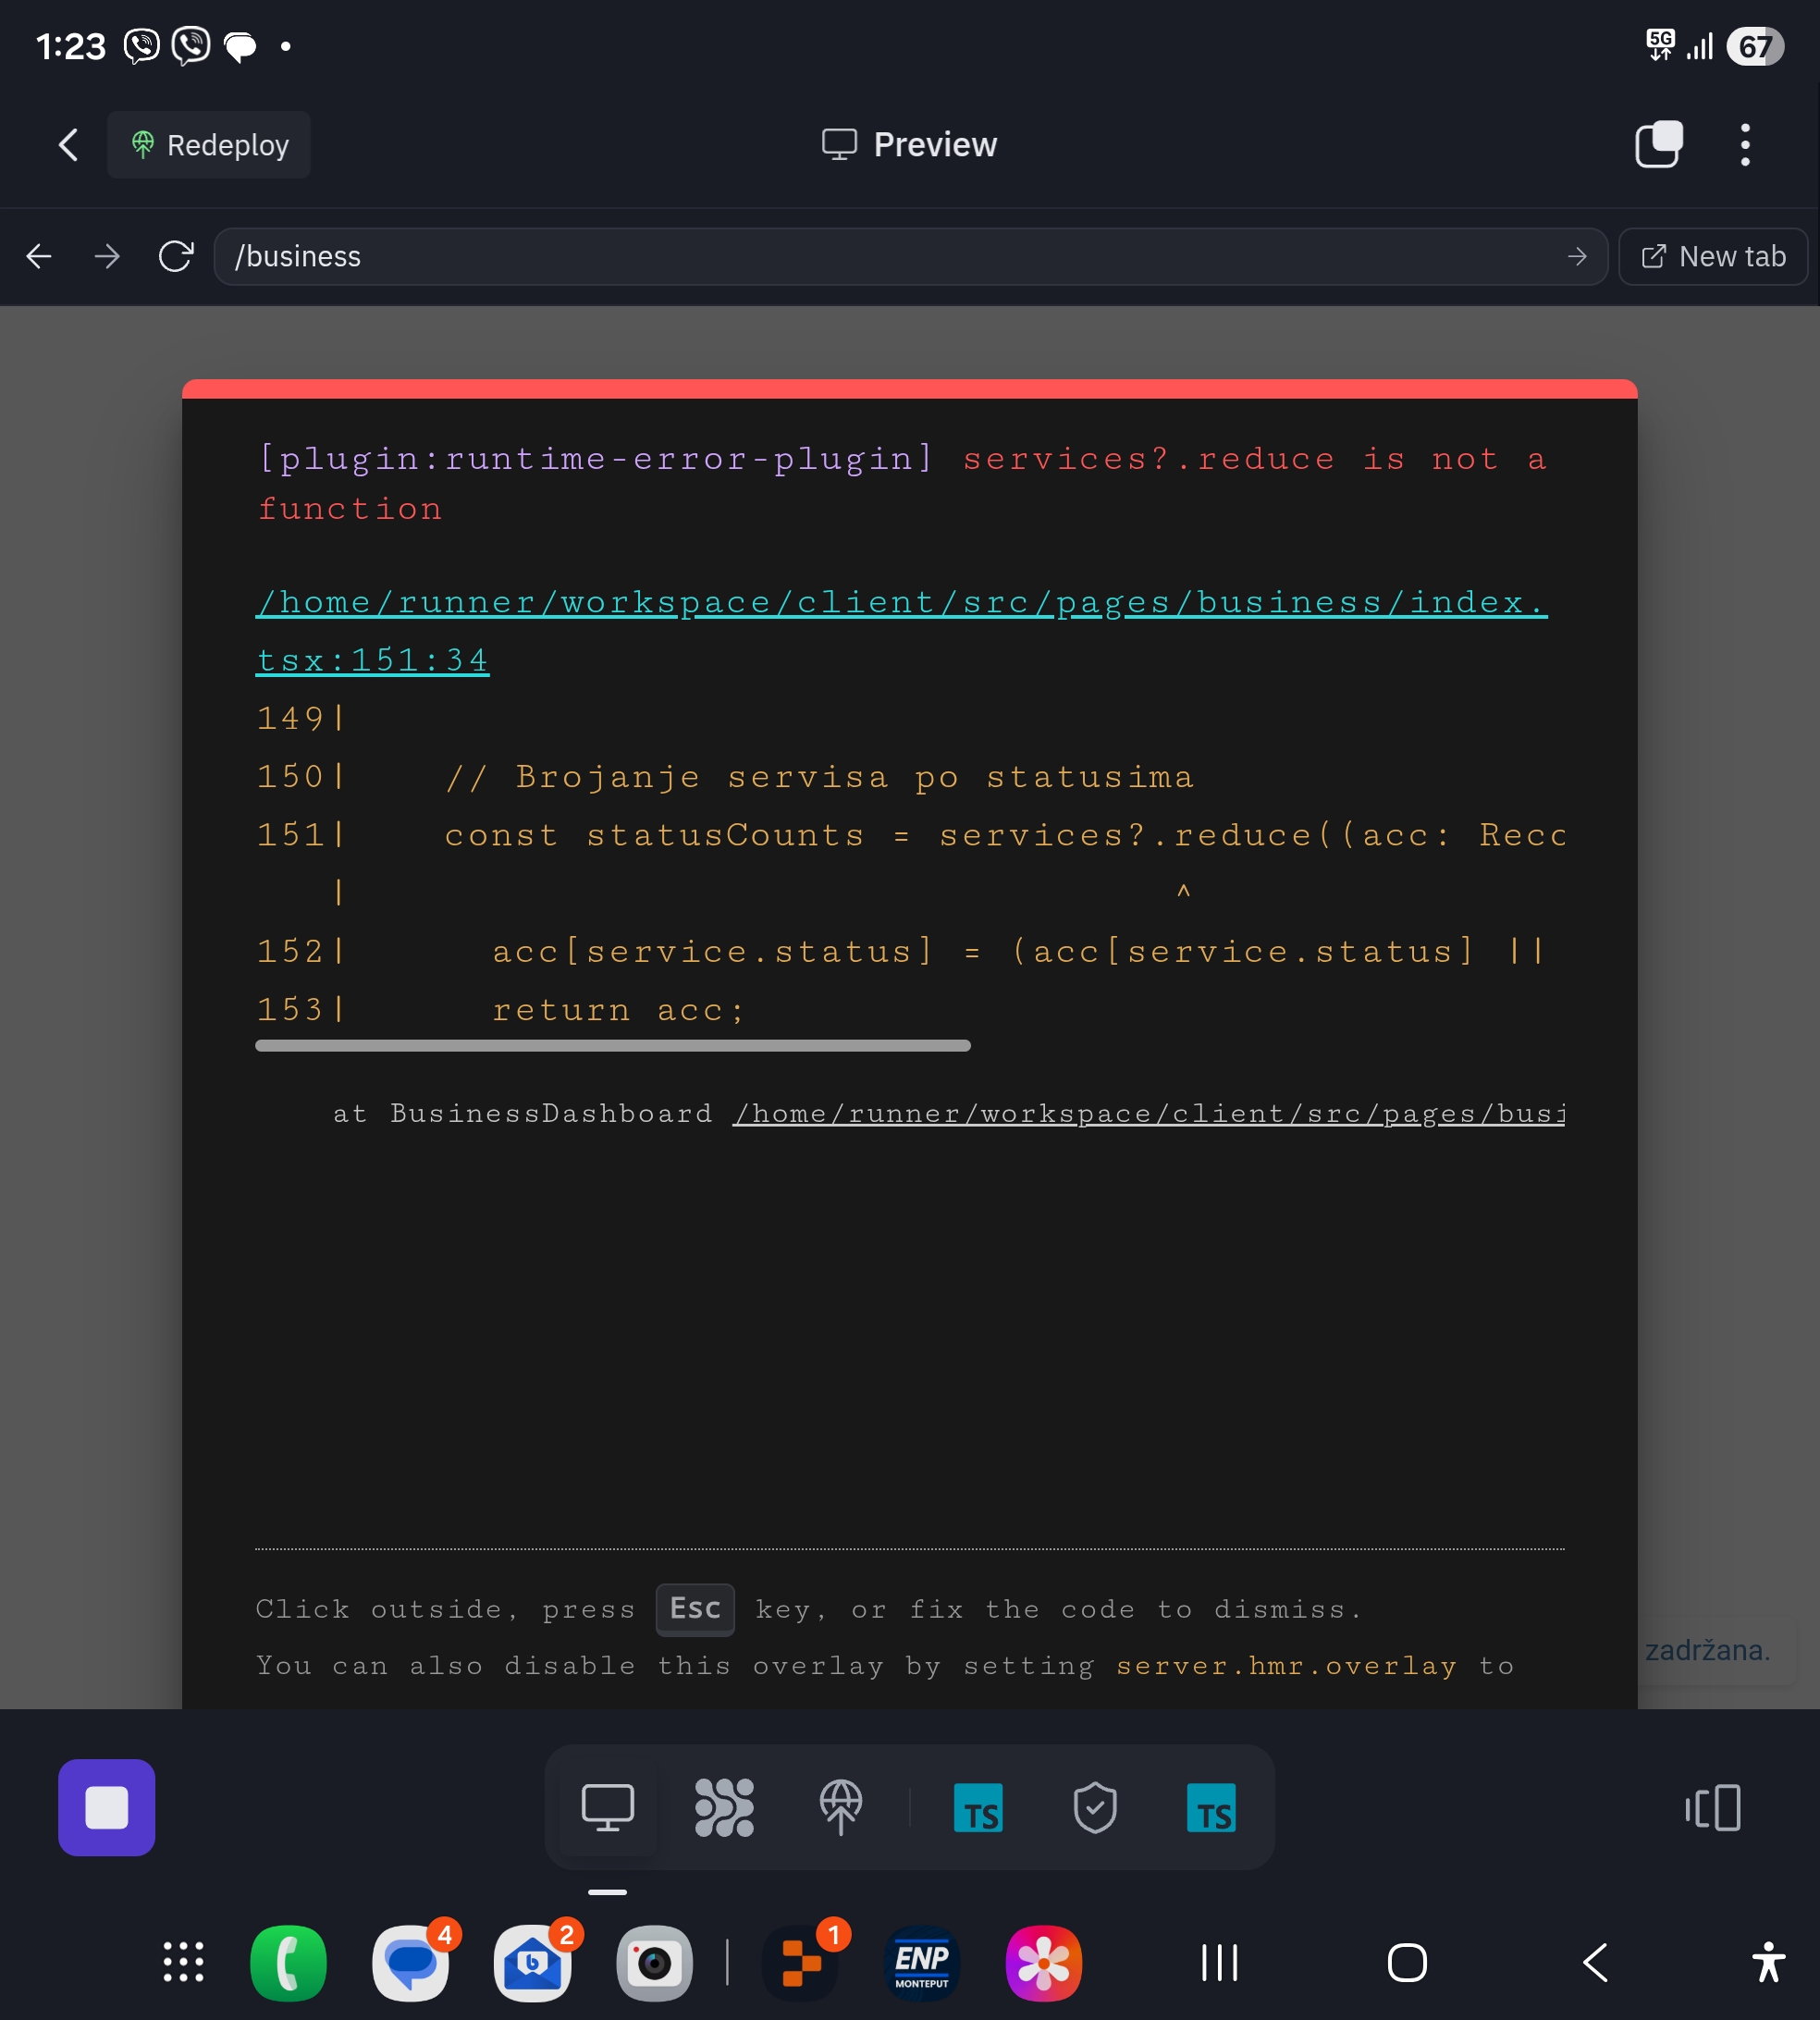 1:23
5G
67
Redeploy
Preview
/business
New tab
[plugin:runtime-error-plugin] services?.reduce is not a
function
/home/runner/workspace/client/src/pages/business/index.
tsx:151:34
149|
150|    // Brojanje servisa po statusima
151|    const statusCounts = services?.reduce((acc: Reco
|    ^
152|      acc[service.status] = (acc[service.status] ||
153|      return acc;
at BusinessDashboard /home/runner/workspace/client/src/pages/busi
Click outside, press Esc key, or fix the code to dismiss.
You can also disable this overlay by setting server.hmr.overlay to
zadržana.
TS
TS
4
2
1
ENP
MONTEPUT